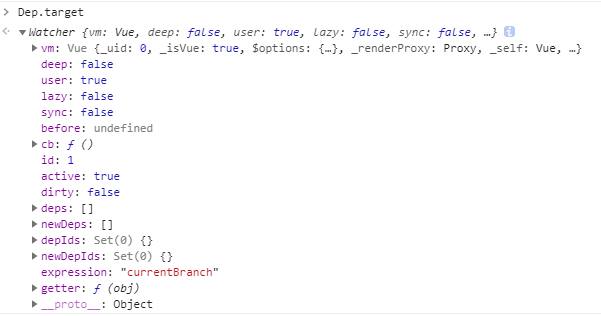 Dep.target
Watcher {vm: Vue, deep: false, user: true, lazy: false, sync: false, …}
vm: Vue {_uid: 0, _isVue: true, $options: {…}, _renderProxy: Proxy, _self: Vue, …}
deep: false
user: true
lazy: false
sync: false
before: undefined
cb: ƒ ()
id: 1
active: true
dirty: false
deps: []
newDeps: []
depIds: Set(0) {}
newDepIds: Set(0) {}
expression: "currentBranch"
getter: ƒ (obj)
__proto__: Object